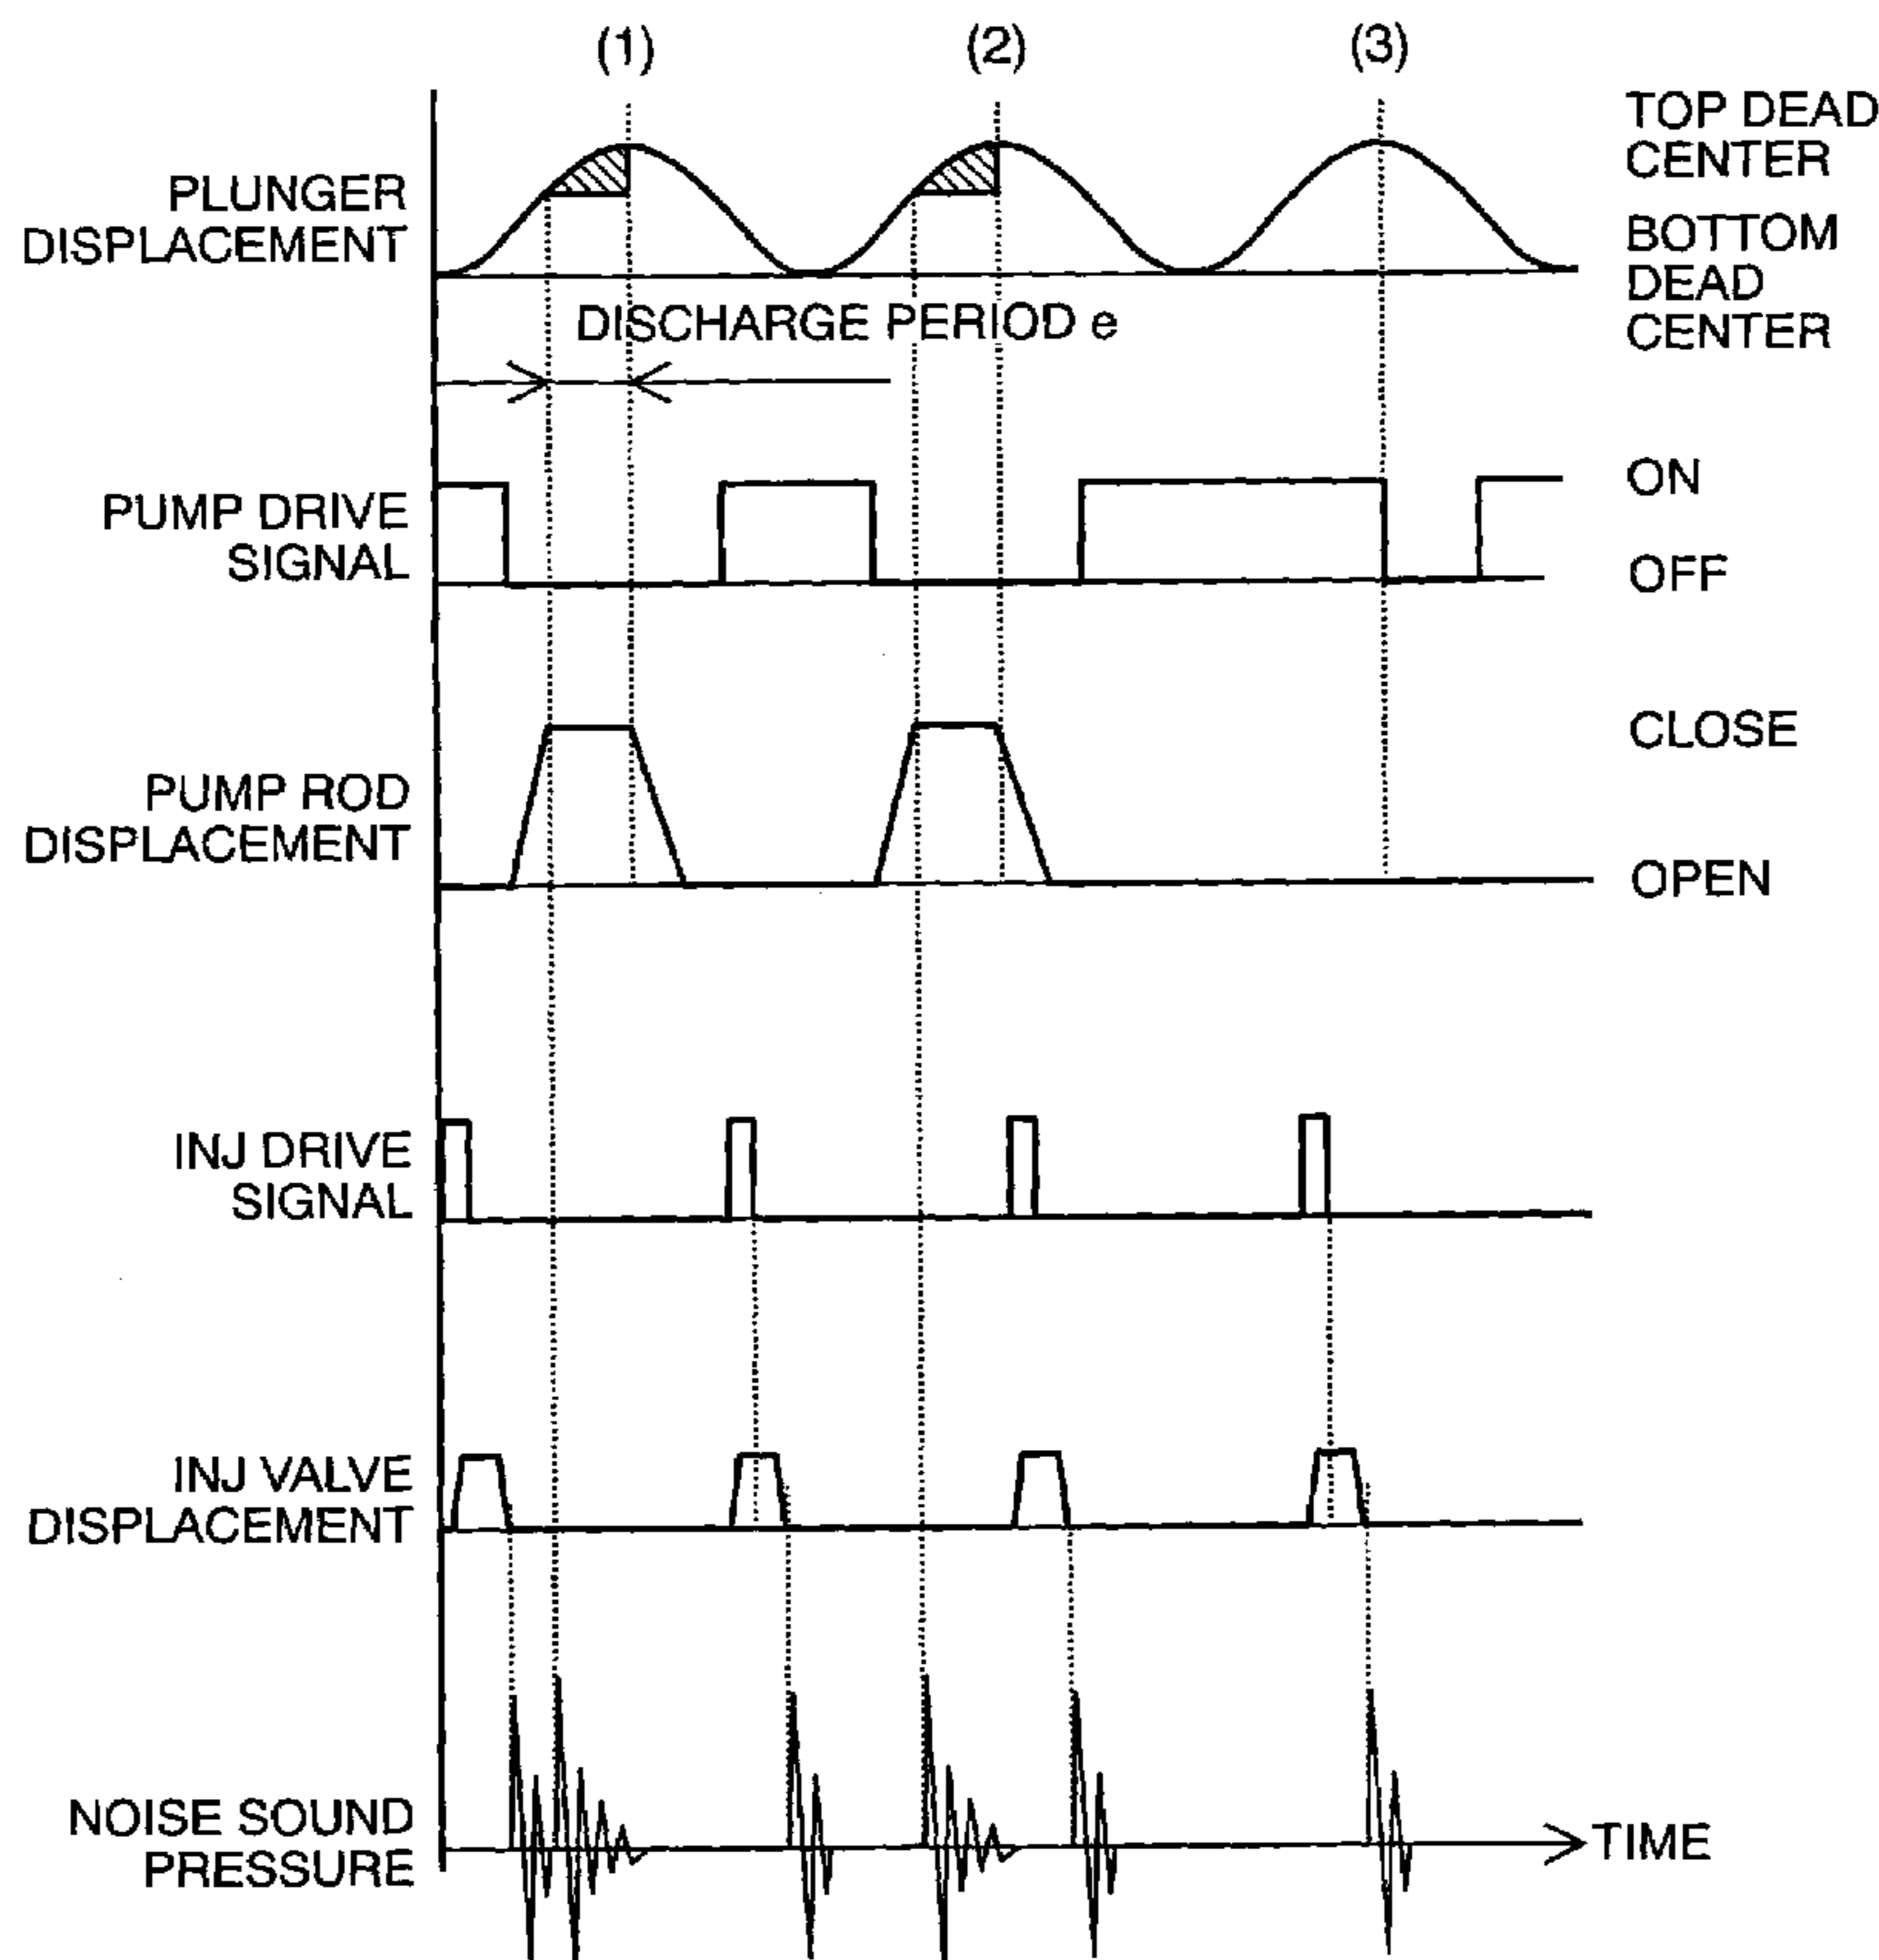 (1) (2) (3)
PLUNGER
DISPLACEMENT
TOP DEAD
CENTER
BOTTOM
DEAD
CENTER
DISCHARGE PERIOD e
PUMP DRIVE
SIGNAL
ON
OFF
PUMP ROD
DISPLACEMENT
CLOSE
OPEN
INJ DRIVE
SIGNAL
INJ VALVE
DISPLACEMENT
NOISE SOUND
PRESSURE
TIME